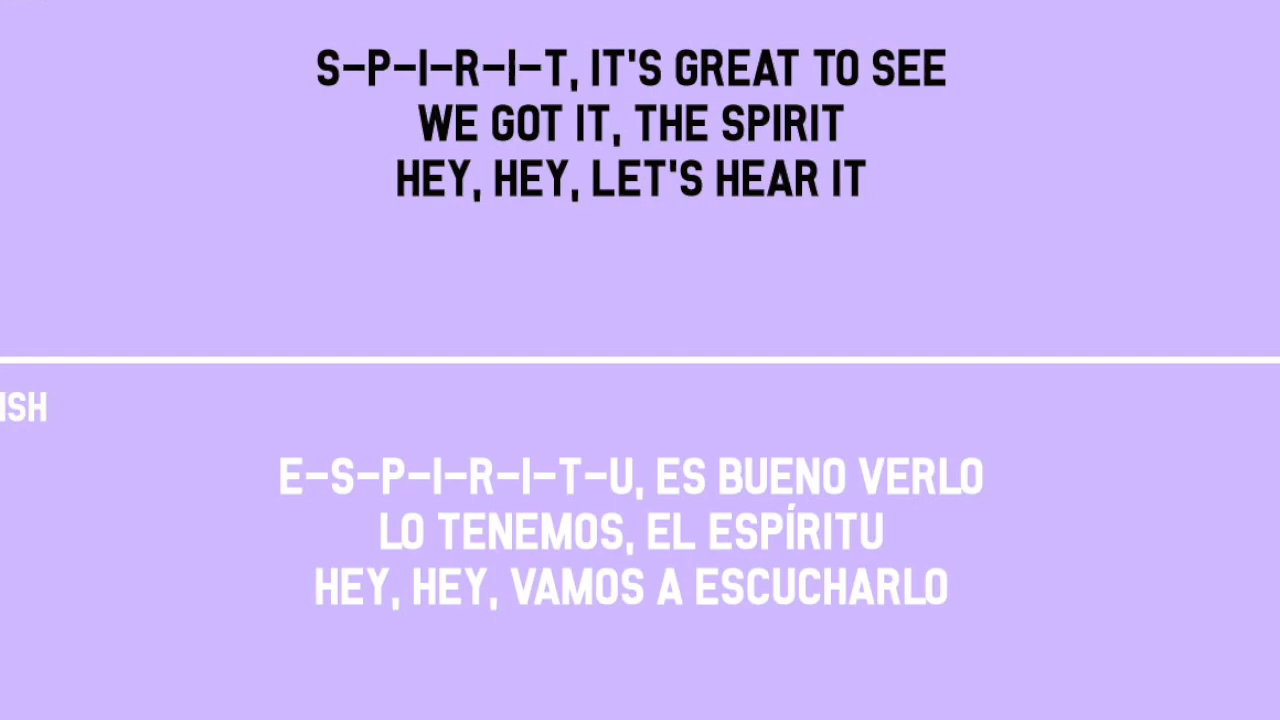 S-P-I-R-I-T, IT'S GREAT TO SEE
WE GOT IT, THE SPIRIT
HEY, HEY, LET'S HEAR IT
ISH
E-S-P-I-R-I-T-U, ES BUENO VERLO
LO TENEMOS, EL ESPÍRITU
HEY, HEY, VAMOS A ESCUCHARLO